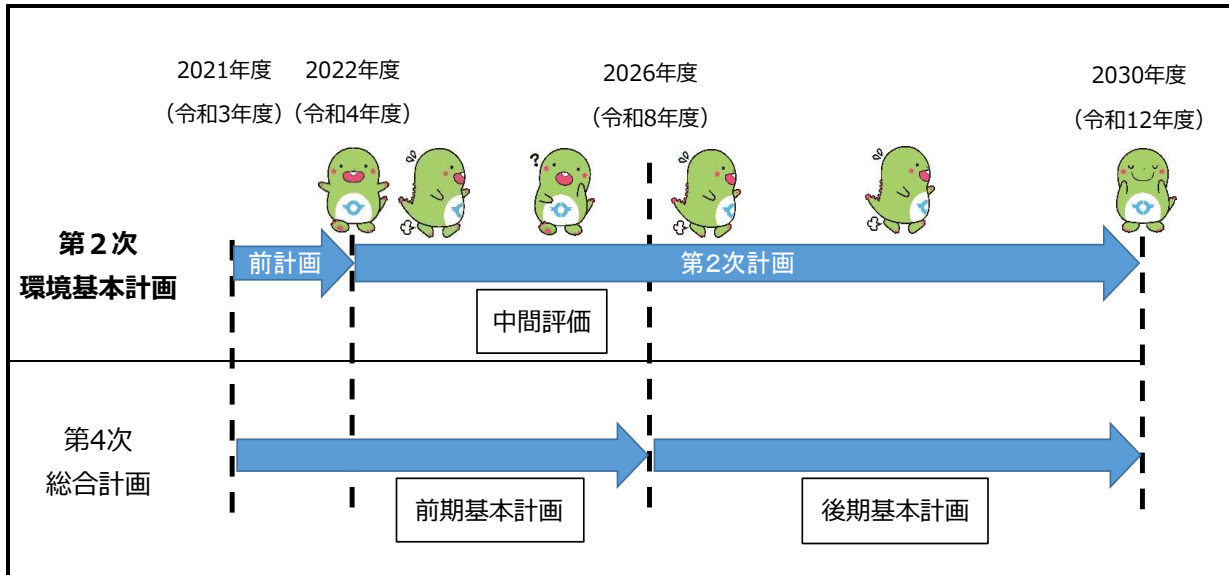 2021年度
(令和3年度)
2022年度
(令和4年度)
2026年度
(令和8年度)
2030年度
(令和12年度)
?
第2次
環境基本計画
前計画
第2次計画
中間評価
第4次
総合計画
前期基本計画
後期基本計画